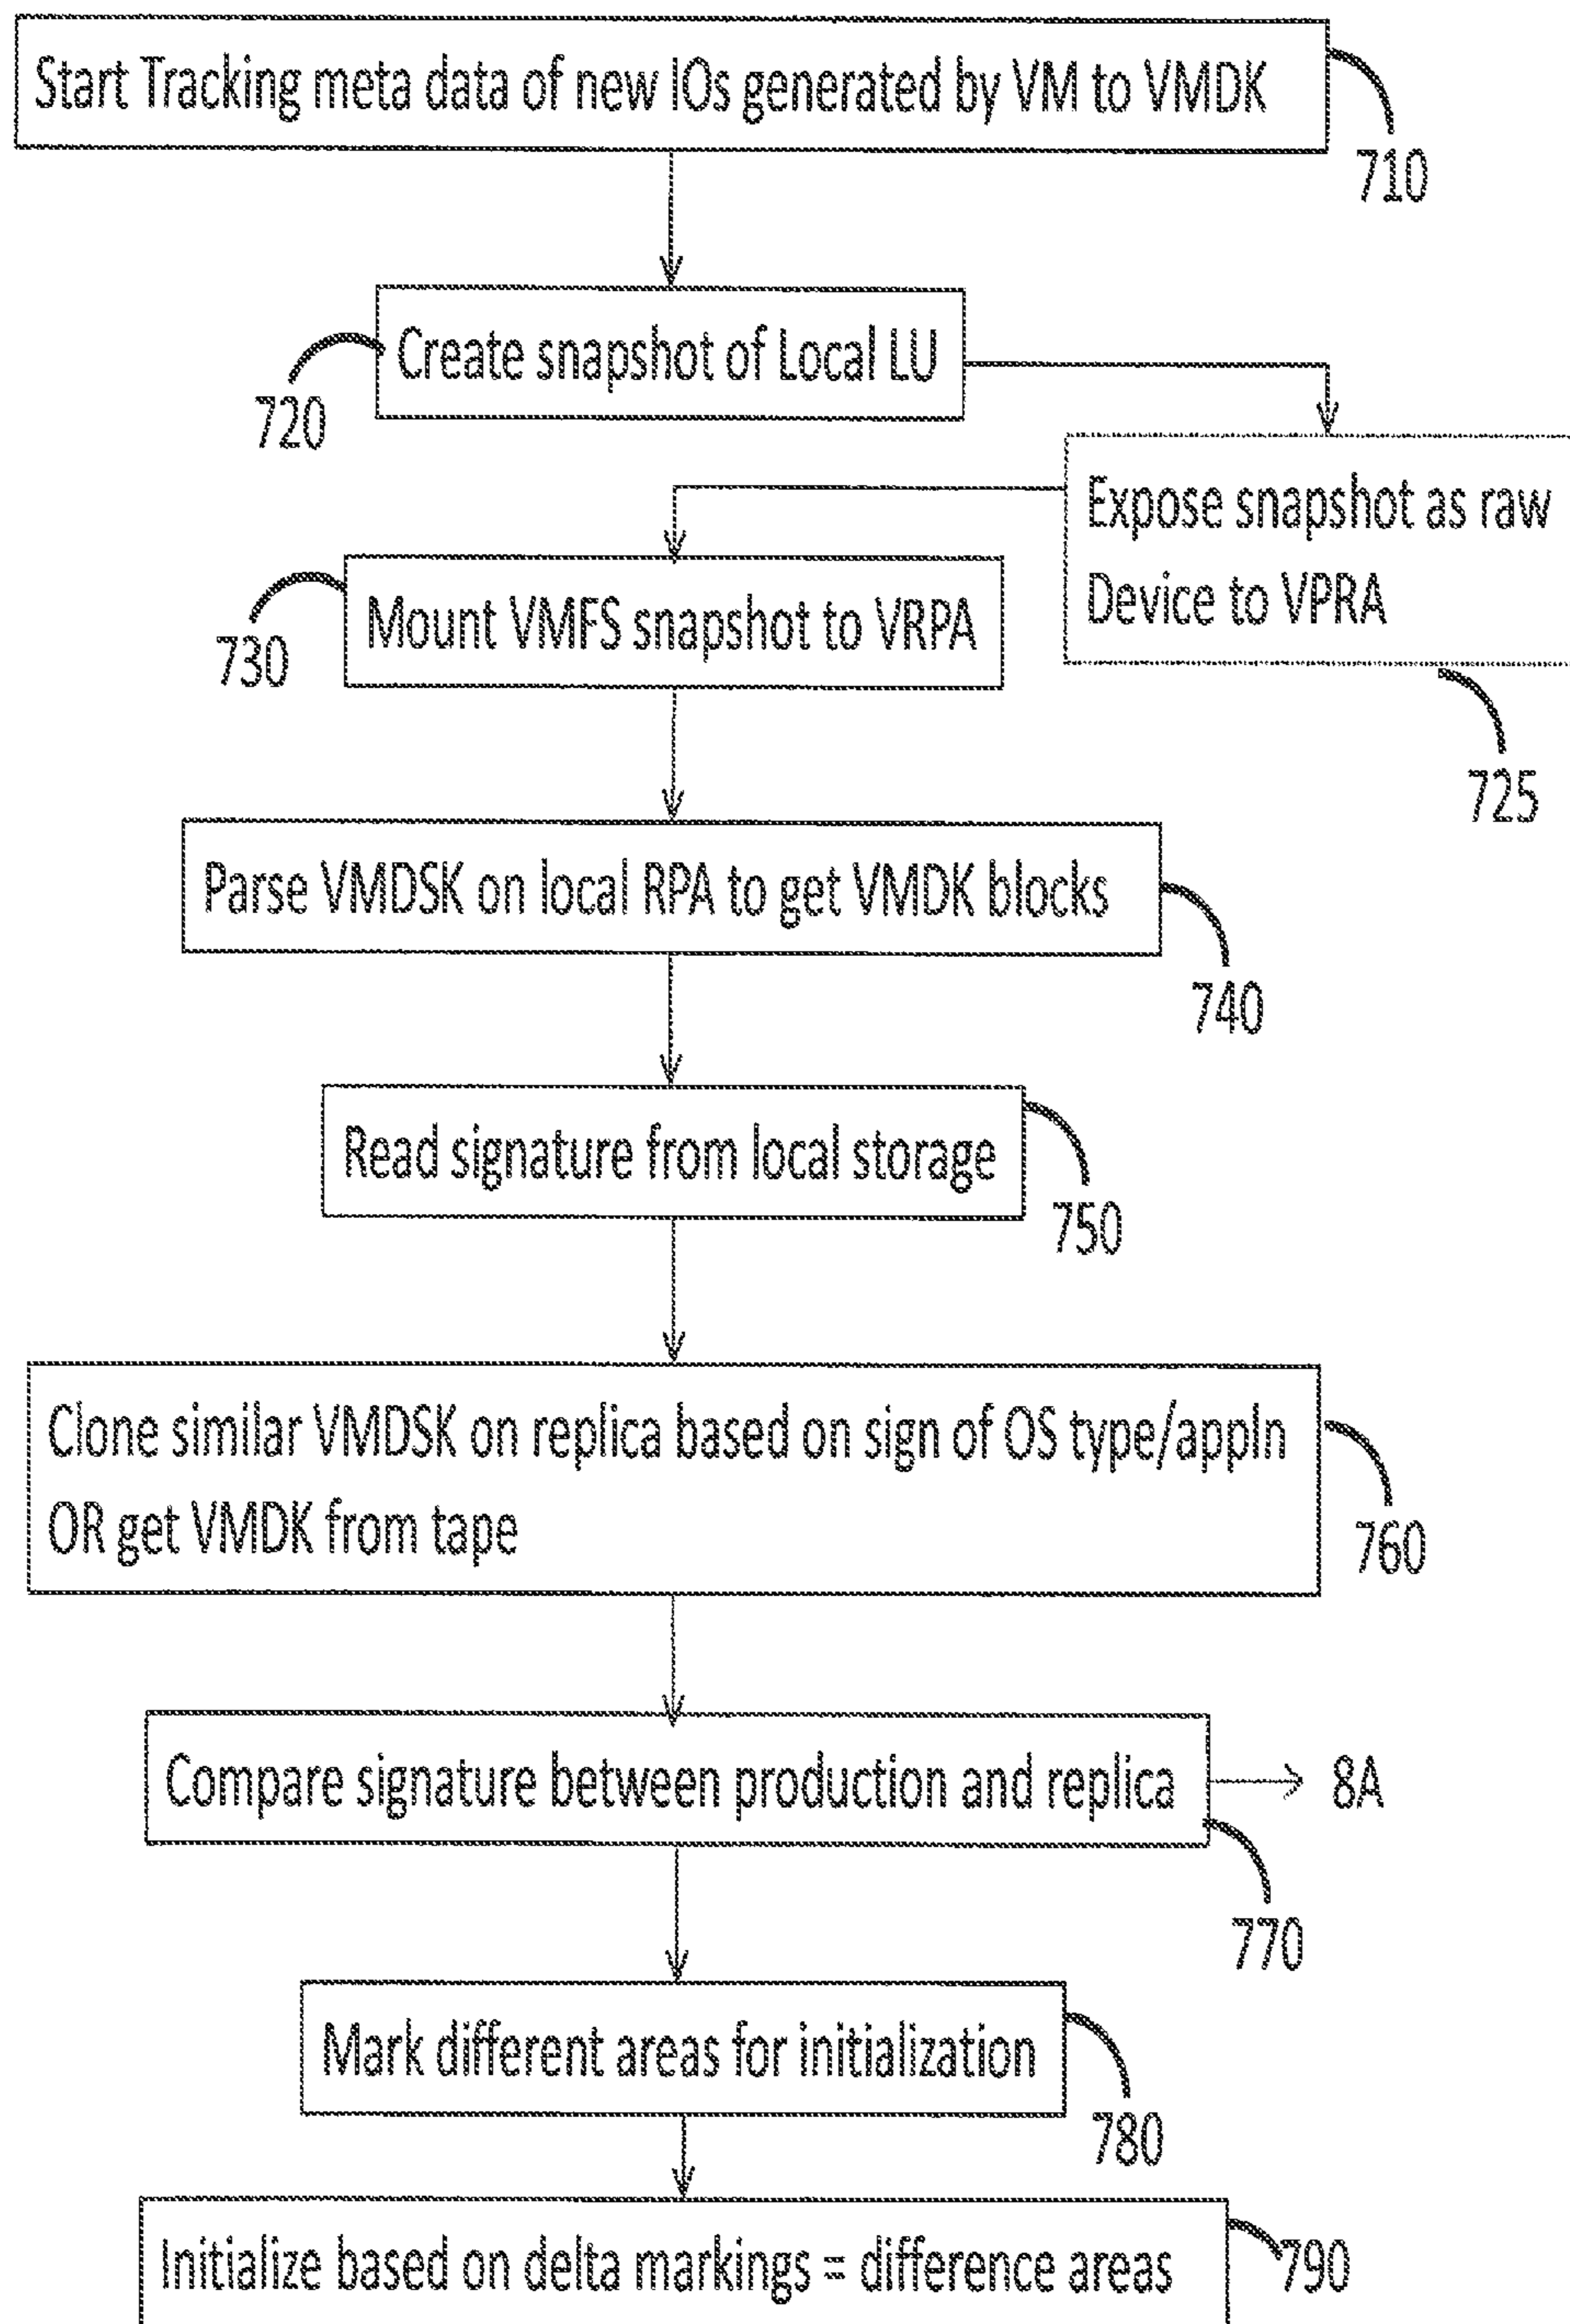 Start Tracking meta data of new IOs generated by VM to VMDK
710
Create snapshot of Local LU
720
Expose snapshot as raw
Device to VPRA
725
Mount VMFS snapshot to VRPA
730
Parse VMDSK on local RPA to get VMDK blocks
740
Read signature from local storage
750
Clone similar VMDSK on replica based on sign of OS type/appln
OR get VMDK from tape
760
Compare signature between production and replica
8A
770
Mark different areas for initialization
780
Initialize based on delta markings = difference areas
790